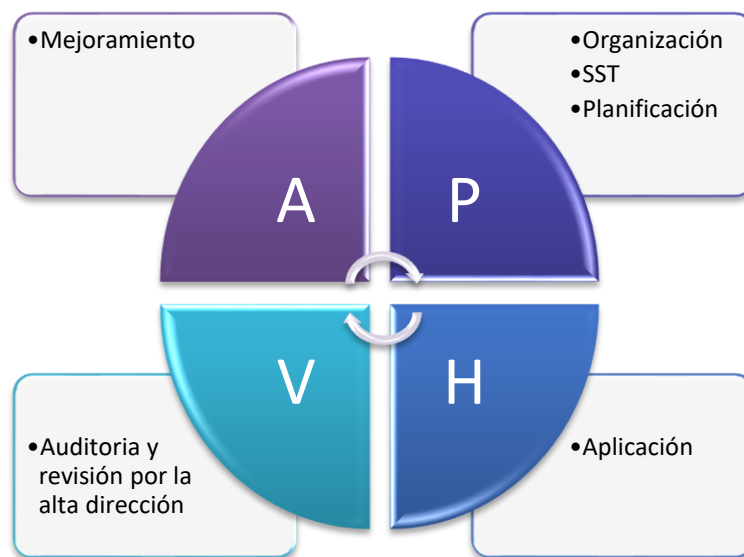 •Mejoramiento
•Organización
•SST
•Planificación
A
P
V
H
•Auditoria y
revisión por la
alta dirección
•Aplicación